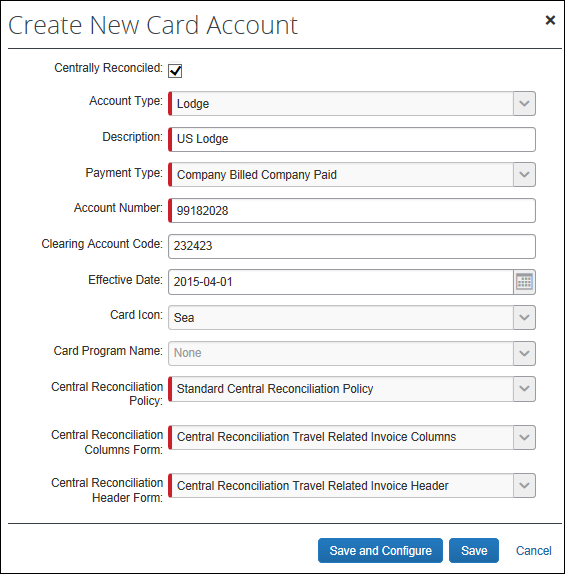 Create New Card Account
Centrally Reconciled:
Account Type: Lodge
Description: US Lodge
Payment Type: Company Billed Company Paid
Account Number: 99182028
Clearing Account Code: 232423
Effective Date: 2015-04-01
Card Icon: Sea
Card Program Name: None
Central Reconciliation
Policy: Standard Central Reconciliation Policy
Central Reconciliation
Columns Form: Central Reconciliation Travel Related Invoice Columns
Central Reconciliation
Header Form: Central Reconciliation Travel Related Invoice Header
Save and Configure Save Cancel